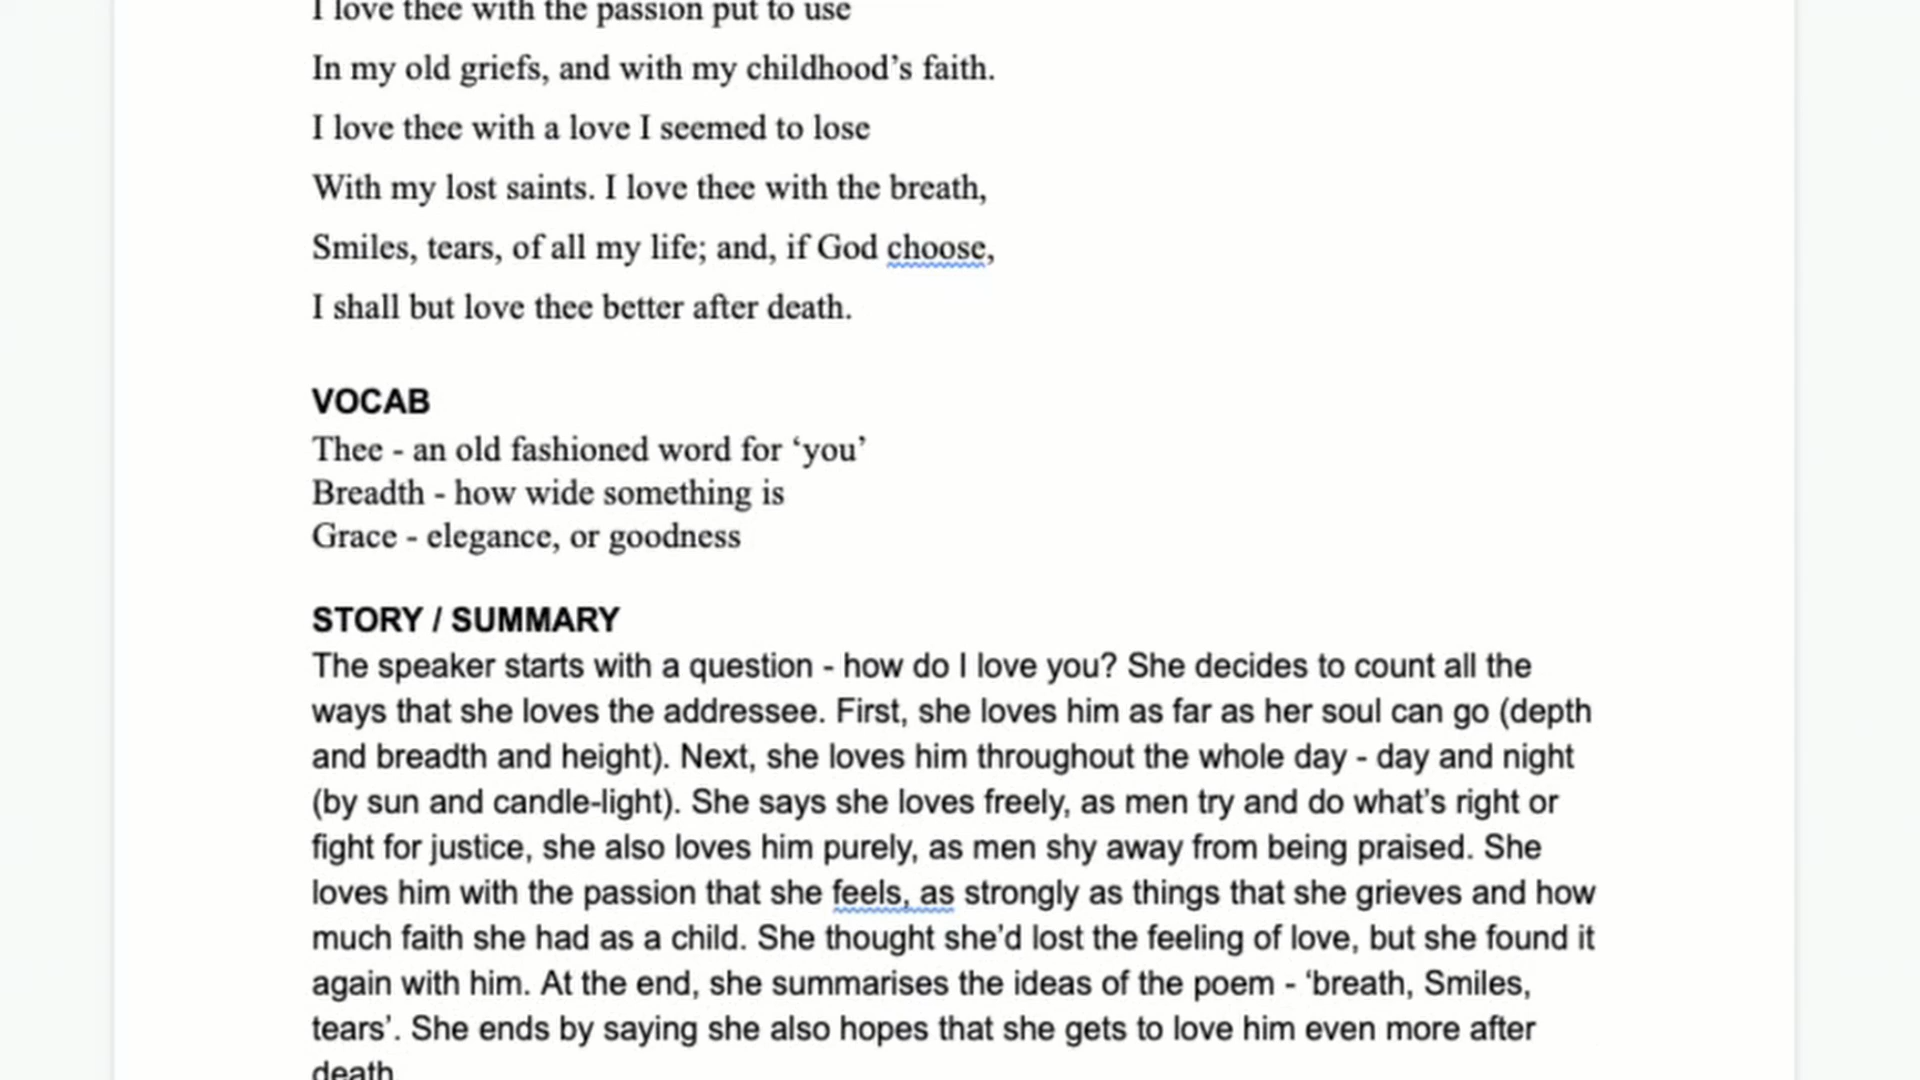 I love thee with the passion put to use
In my old griefs, and with my childhood’s faith.
I love thee with a love I seemed to lose
With my lost saints. I love thee with the breath,
Smiles, tears, of all my life; and, if God choose,
I shall but love thee better after death.
VOCAB
Thee - an old fashioned word for ‘you’
Breadth - how wide something is
Grace - elegance, or goodness
STORY / SUMMARY
The speaker starts with a question - how do I love you? She decides to count all the
ways that she loves the addressee. First, she loves him as far as her soul can go (depth
and breadth and height). Next, she loves him throughout the whole day - day and night
(by sun and candle-light). She says she loves freely, as men try and do what’s right or
fight for justice, she also loves him purely, as men shy away from being praised. She
loves him with the passion that she feels, as strongly as things that she grieves and how
much faith she had as a child. She thought she’d lost the feeling of love, but she found it
again with him. At the end, she summarises the ideas of the poem - ‘breath, Smiles,
tears’. She ends by saying she also hopes that she gets to love him even more after
death